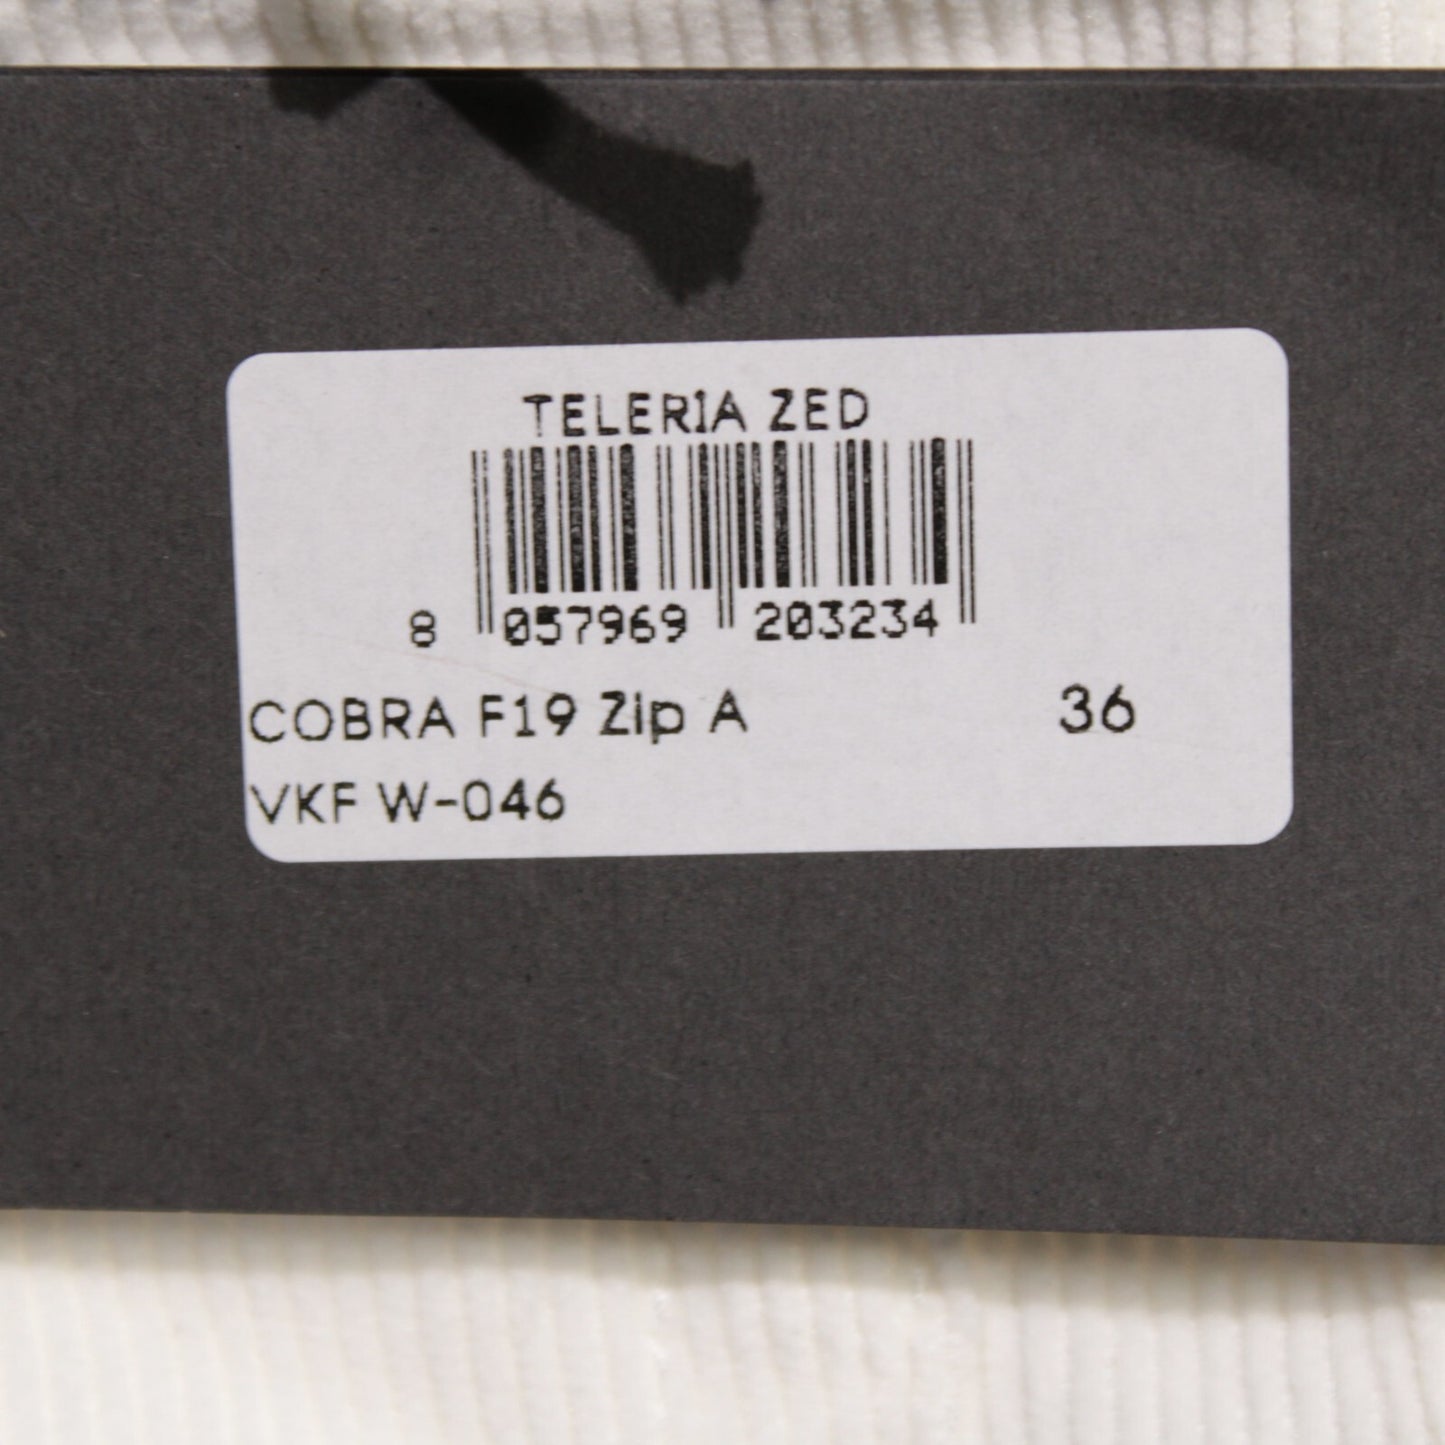 TELERIA ZED
8 057969 203234
COBRA F19 Zip A 36
VKF W-046